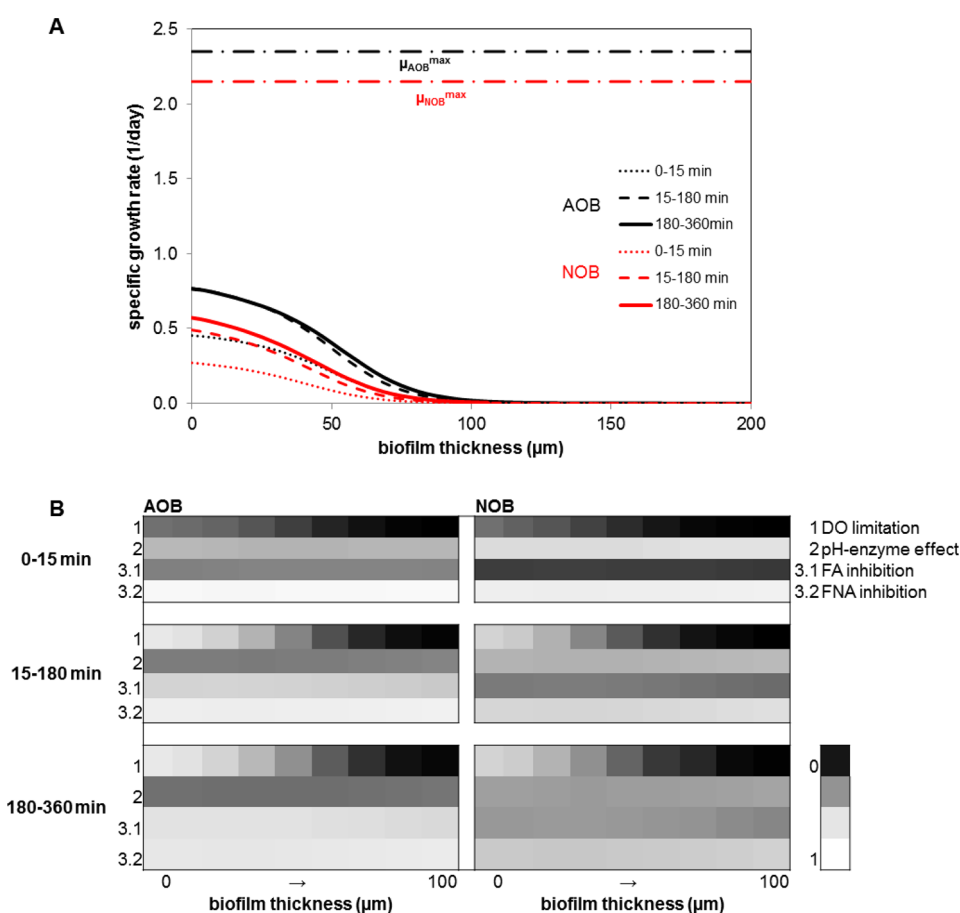 A
specific growth rate (1/day)
2.5
2.0
1.5
1.0
0.5
0.0
μAOBmax
μNOBmax
AOB
0-15 min
15-180 min
180-360min
NOB
0-15 min
15-180 min
180-360 min
0 50 100 150 200
biofilm thickness (μm)
B
AOB NOB
0-15 min
1
2
3.1
3.2
1 DO limitation
2 pH-enzyme effect
3.1 FA inhibition
3.2 FNA inhibition
15-180 min
1
2
3.1
3.2
180-360 min
1
2
3.1
3.2
0
1
0 → 100 0 → 100
biofilm thickness (μm) biofilm thickness (μm)